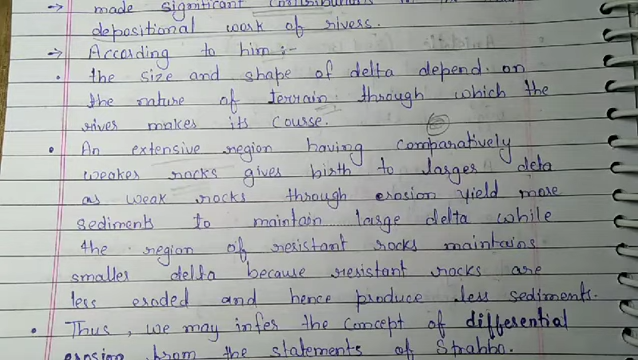 → made significant contributions
depositional work of rivers.
→ According to him :-
• the size and shape of delta depend on
the nature of terrain through which the
river makes its course.
• An extensive region having comparatively
weaker rocks gives birth to larger delta
as weak rocks through erosion yield more
sediments to maintain large delta while
the region of resistant rocks maintains
smaller delta because resistant rocks are
less eroded and hence produce less sediments.
• Thus, we may infer the concept of differential
erosion from the statements of Strabbo.